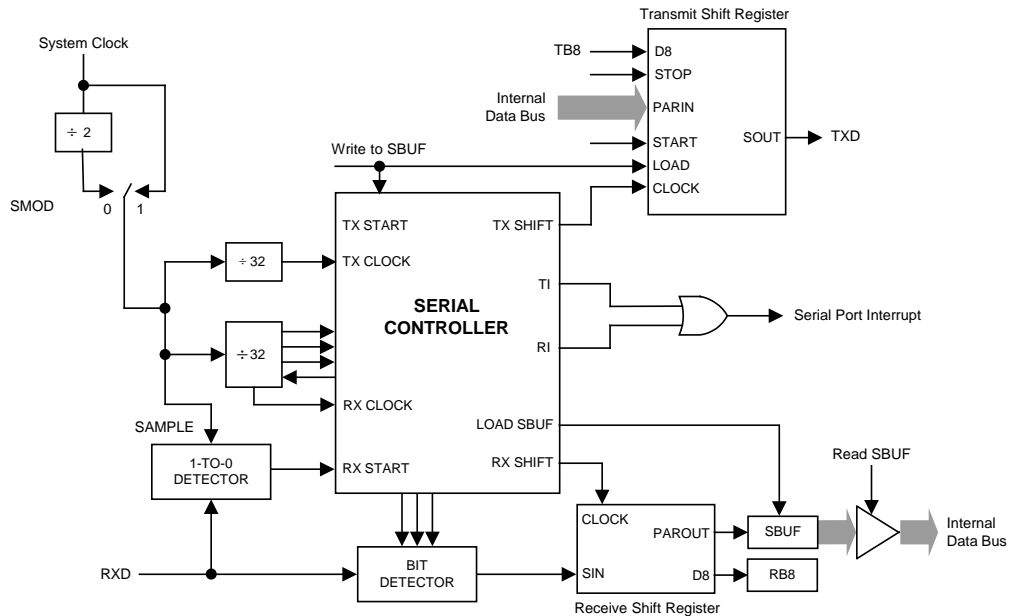 Transmit Shift Register
System Clock
TB8
D8
STOP
Internal
Data Bus
PARIN
÷ 2
SOUT
TXD
START
Write to SBUF
LOAD
CLOCK
SMOD
0
1
TX START
TX SHIFT
÷ 32
TX CLOCK
TI
SERIAL
CONTROLLER
Serial Port Interrupt
÷ 32
RI
RX CLOCK
SAMPLE
LOAD SBUF
1-TO-0
DETECTOR
RX START
RX SHIFT
Read SBUF
CLOCK
PAROUT
SBUF
Internal
Data Bus
RXD
BIT
DETECTOR
SIN
D8
RB8
Receive Shift Register